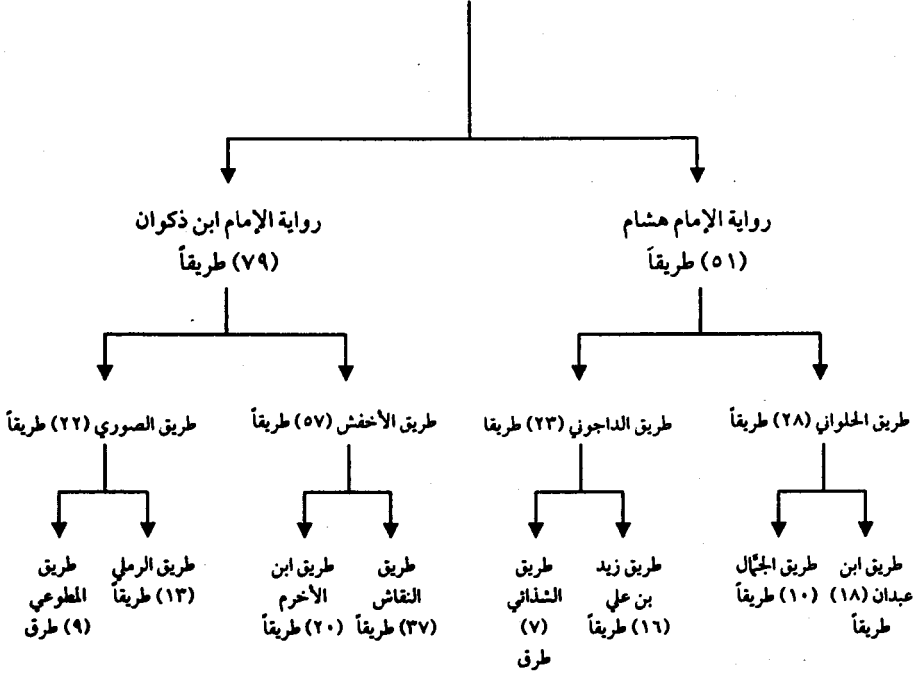 رواية الإمام هشام
(٥١) طريقاً
رواية الإمام ابن ذكوان
(٧٩) طريقاً
طريق الحلواني (٢٨) طريقاً
طريق الداجوني (٢٣) طريقا
طريق الأخفش (٥٧) طريقاً
طريق الصوري (٢٢) طريقاً
طريق ابن
عبدان (١٨)
طريقاً
طريق الجمَّال
(١٠) طريقاً
طريق زيد
بن علي
(١٦) طريقاً
طريق
الشذائي
(٧)
طرق
طريق
النقاش
(٣٧) طريقاً
طريق ابن
الأخرم
(٢٠) طريقاً
طريق الرملي
(١٣) طريقاً
طريق
المطوعي
(٩) طرق